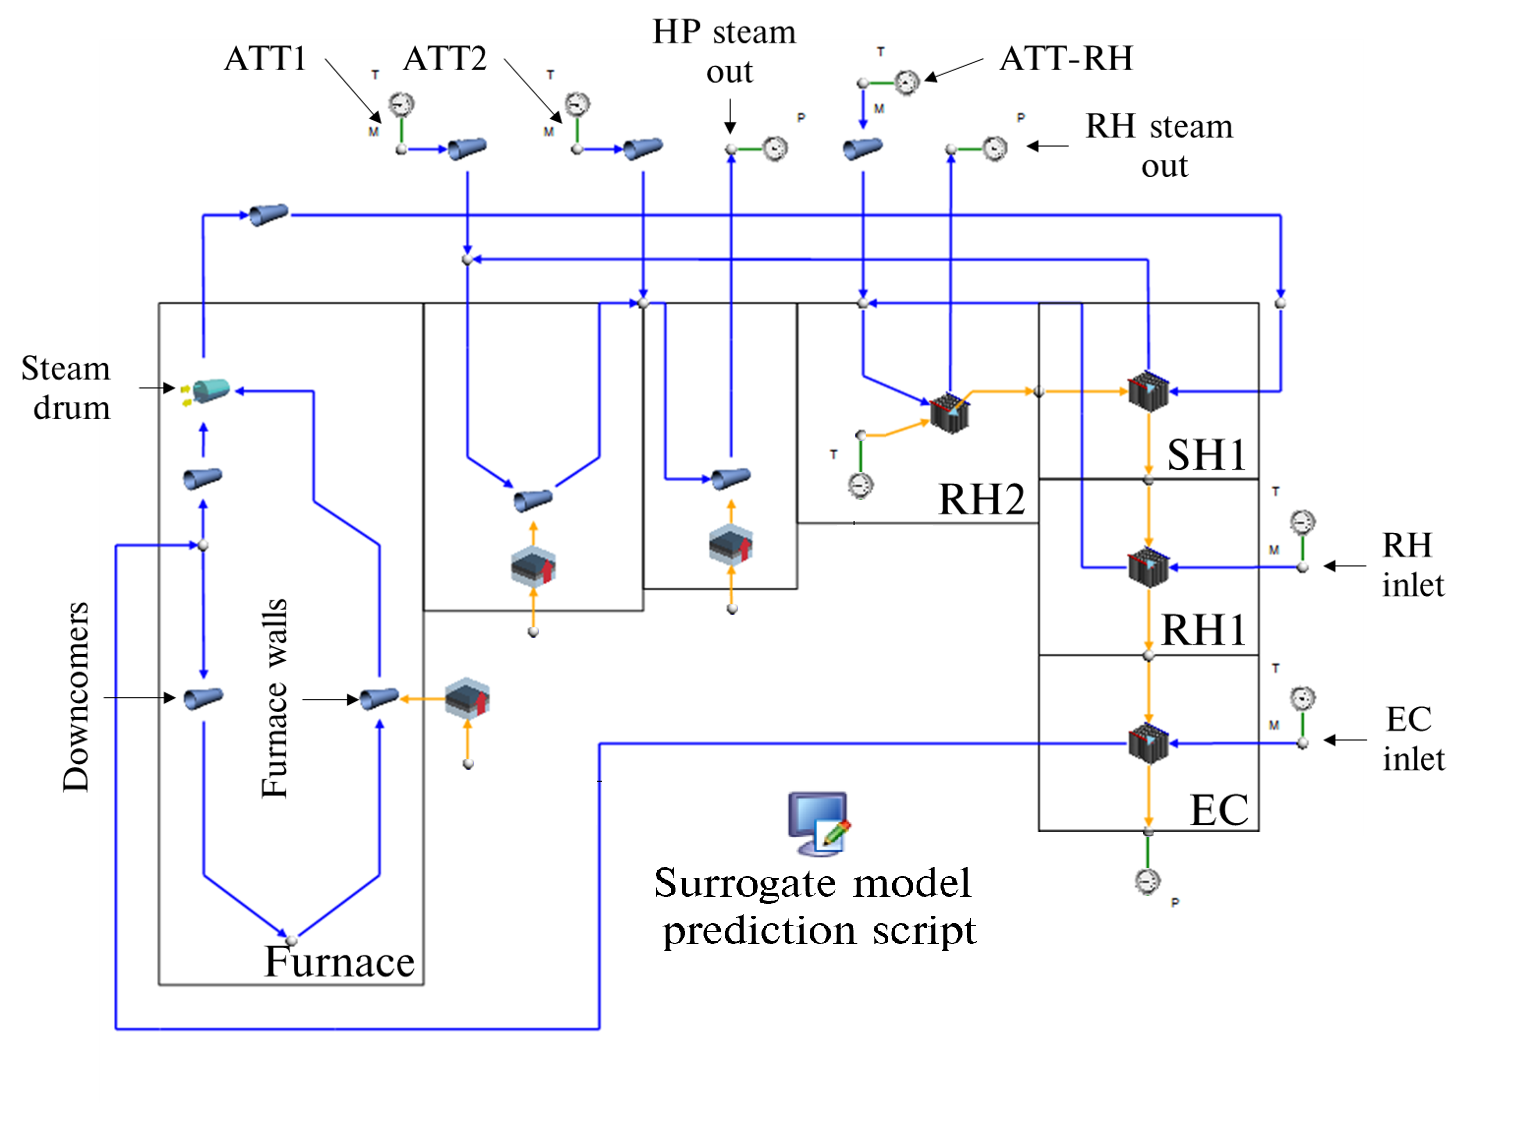 HP steam
out
ATT1
ATT2
ATT-RH
T
T
T
M
M
M
P
P
RH steam
out
Steam
drum
SH1
T
RH2
T
M
RH
inlet
RH1
Downcomers
Furnace walls
T
M
EC
inlet
EC
Surrogate model
prediction script
P
Furnace